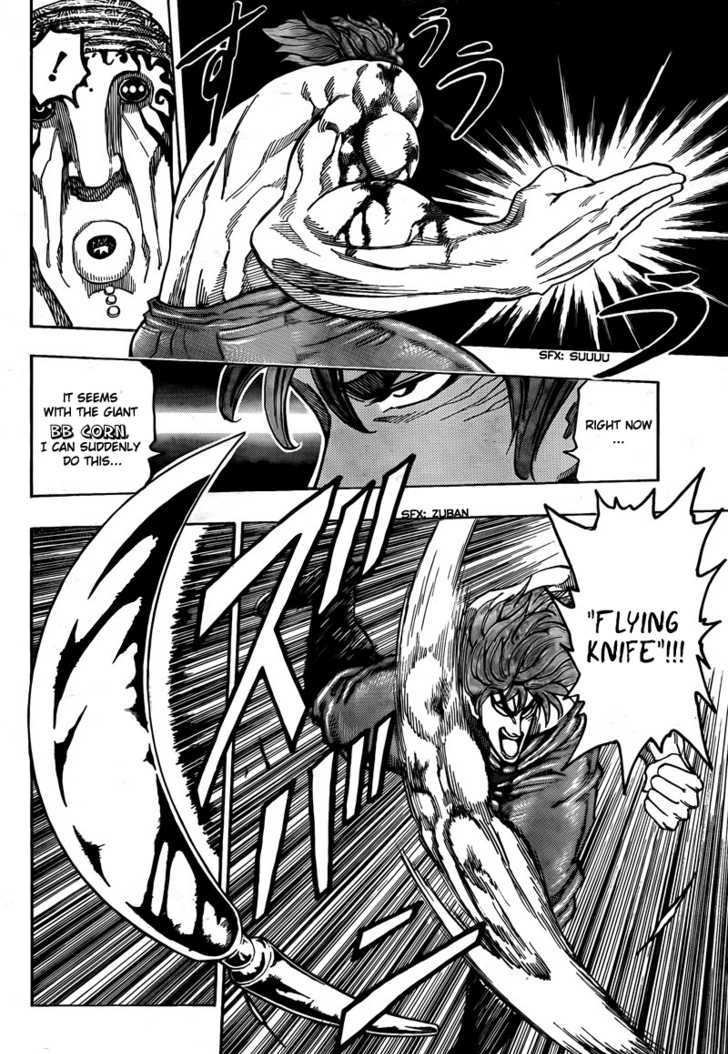 !
すうう
う
SFX: SUUUU
RIGHT NOW
...
IT SEEMS
WITH THE GIANT
BB CORN,
I CAN SUDDENLY
DO THIS...
SFX: ZUBAN
"FLYING
KNIFE"!!!
ズバン